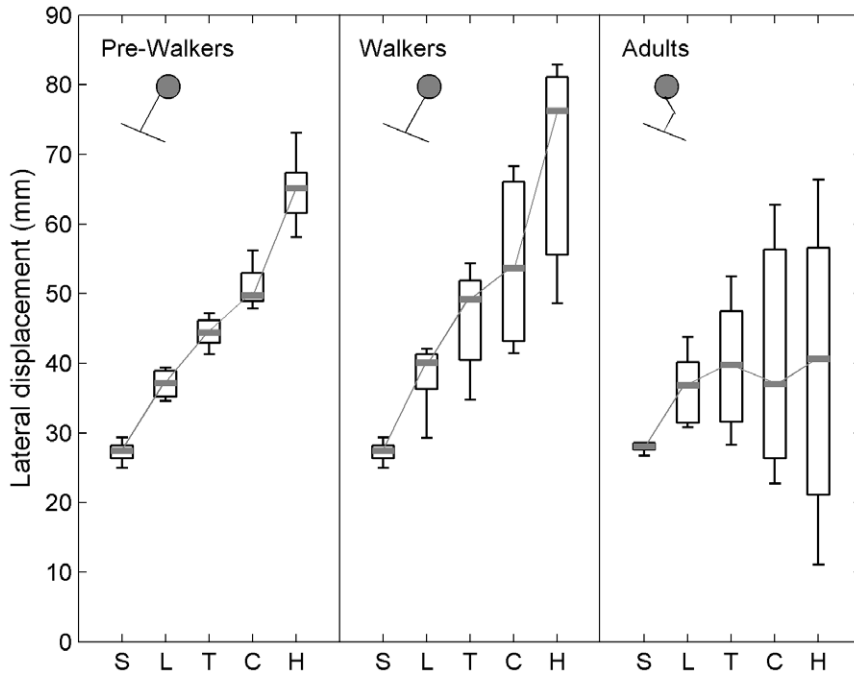 Lateral displacement (mm)
90
80
70
60
50
40
30
20
10
0
Pre-Walkers
S L T C H
Walkers
S L T C H
Adults
S L T C H